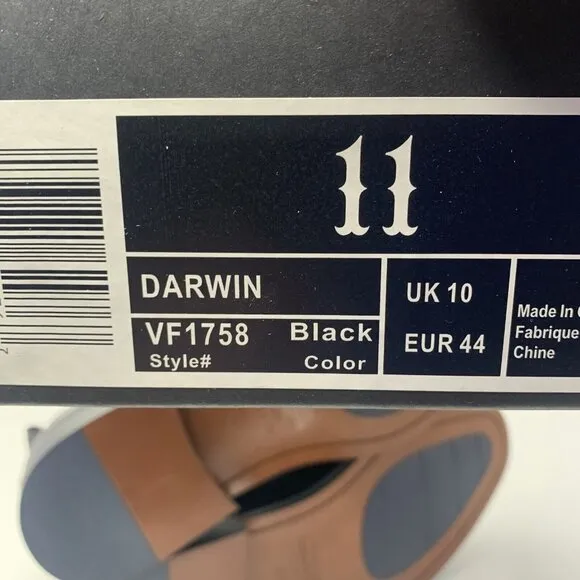 11
DARWIN
VF1758 Black
Style# Color
UK 10
EUR 44
Made In
Fabrique
Chine